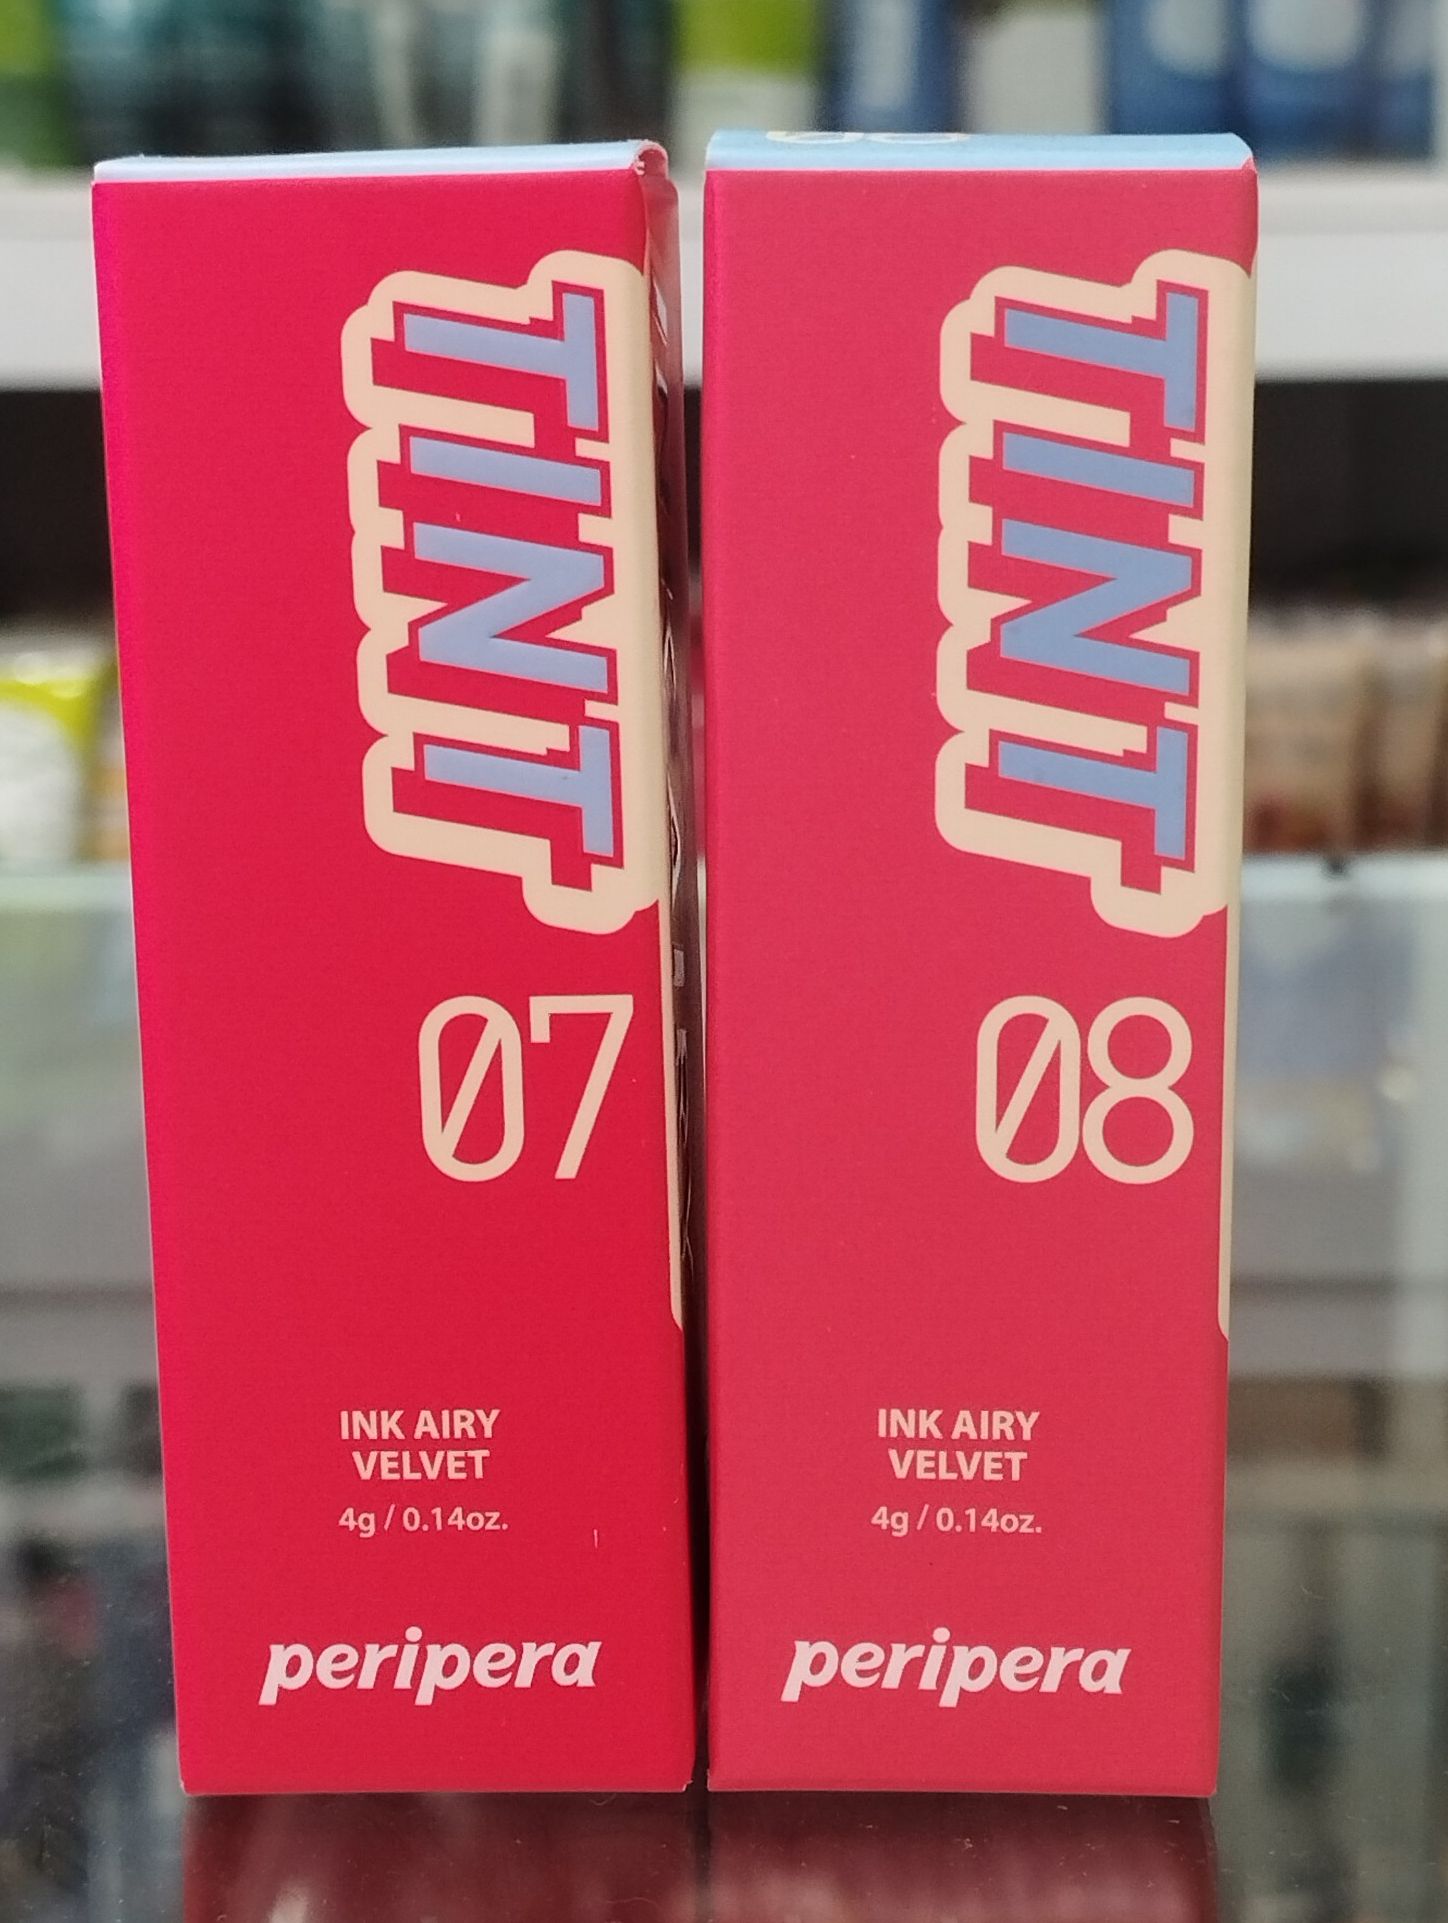 TINT
07
INK AIRY
VELVET
4g / 0.14oz.
peripera
TINT
08
INK AIRY
VELVET
4g / 0.14oz.
peripera